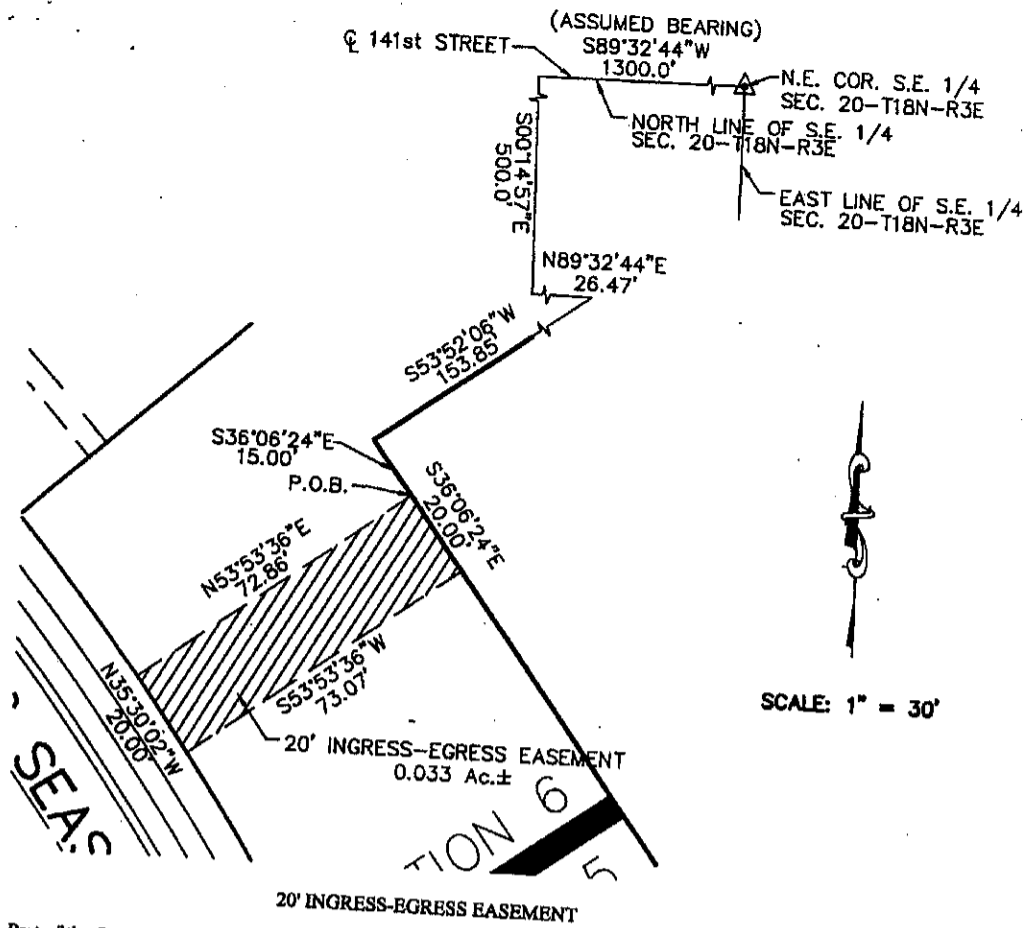 (ASSUMED BEARING)
℄ 141st STREET
S89°32'44"W
1300.0'
N.E. COR. S.E. 1/4
SEC. 20-T18N-R3E
NORTH LINE OF S.E. 1/4
SEC. 20-T18N-R3E
S00°14'57"E
500.0'
EAST LINE OF S.E. 1/4
SEC. 20-T18N-R3E
N89°32'44"E
26.47'
S53°52'06"W
153.85'
S36°06'24"E
15.00'
P.O.B.
S36°06'24"E
20.00'
N53°53'36"E
72.86'
S53°53'36"W
73.07'
N35°30'02"W
20.00'
SCALE: 1" = 30'
20' INGRESS-EGRESS EASEMENT
0.033 Ac.±
SEAS
TION 6
5
20' INGRESS-EGRESS EASEMENT